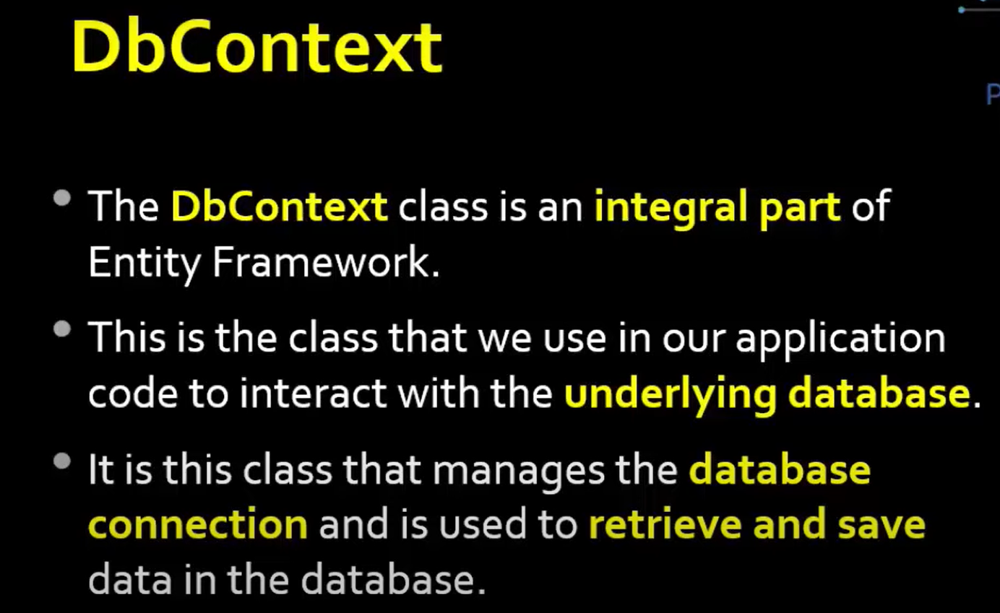 DbContext
P
• The DbContext class is an integral part of
Entity Framework.
• This is the class that we use in our application
code to interact with the underlying database.
• It is this class that manages the database
connection and is used to retrieve and save
data in the database.